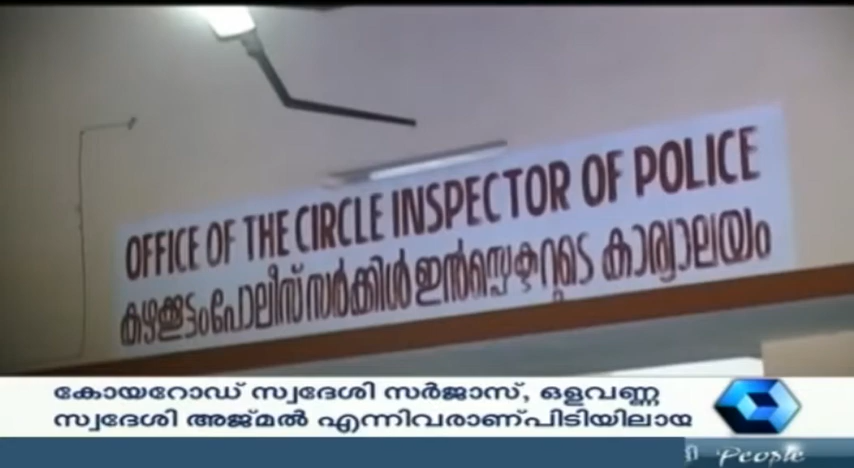 OFFICE OF THE CIRCLE INSPECTOR OF POLICE
കഴക്കൂട്ടം പോലീസ് സർക്കിൾ ഇൻസ്പെക്ടറുടെ കാര്യാലയം
കോയറോഡ് സ്വദേശി സർജാസ്, ഒളവണ്ണ
സ്വദേശി അജ്മൽ എന്നിവരാണ്പിടിയിലായ
People